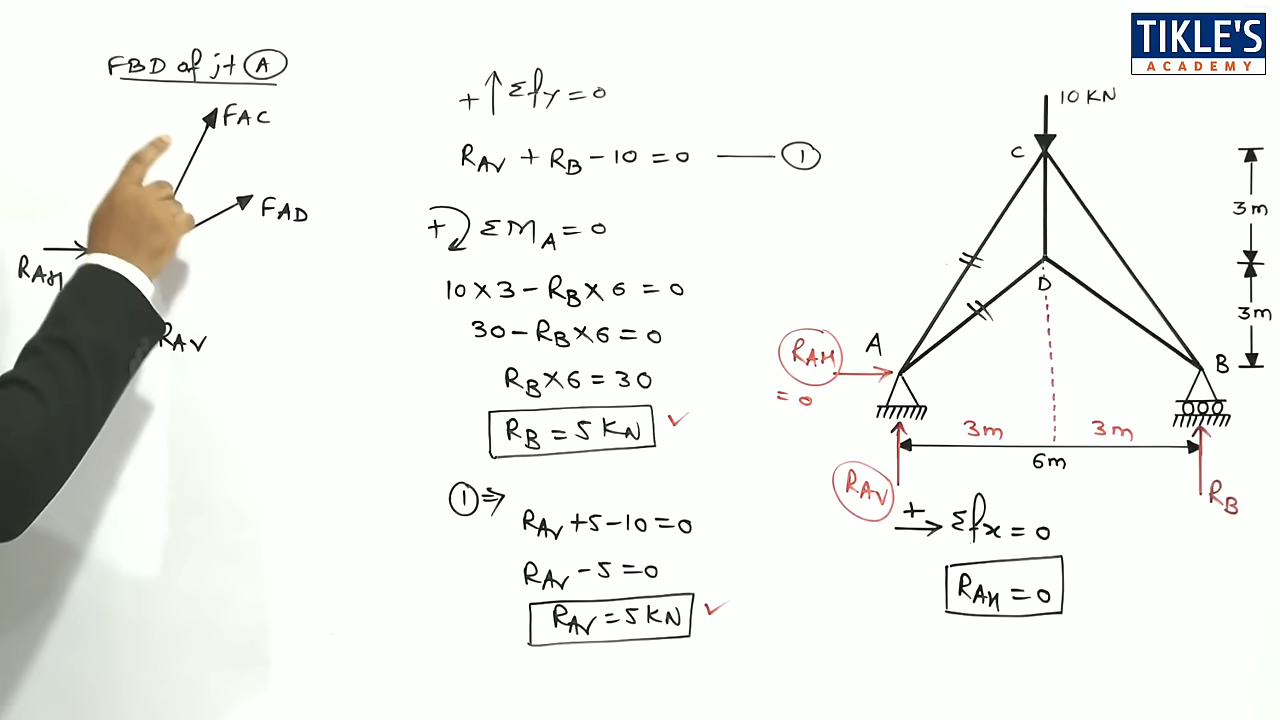 TIKLE'S
ACADEMY
FBD of jt A
FAC
FAD
RAH
RAV
+ ↑ Σfy = 0
RAV + RB - 10 = 0 —— 1
+ ΣMA = 0
10 × 3 - RB × 6 = 0
30 - RB × 6 = 0
RB × 6 = 30
RB = 5 KN ✓
1 ⇒
RAV + 5 - 10 = 0
RAV - 5 = 0
RAV = 5 KN ✓
10 KN
C
3m
D
3m
RAH
= 0
A
B
3m 3m
6m
RAV
RB
+ → Σfx = 0
RAH = 0